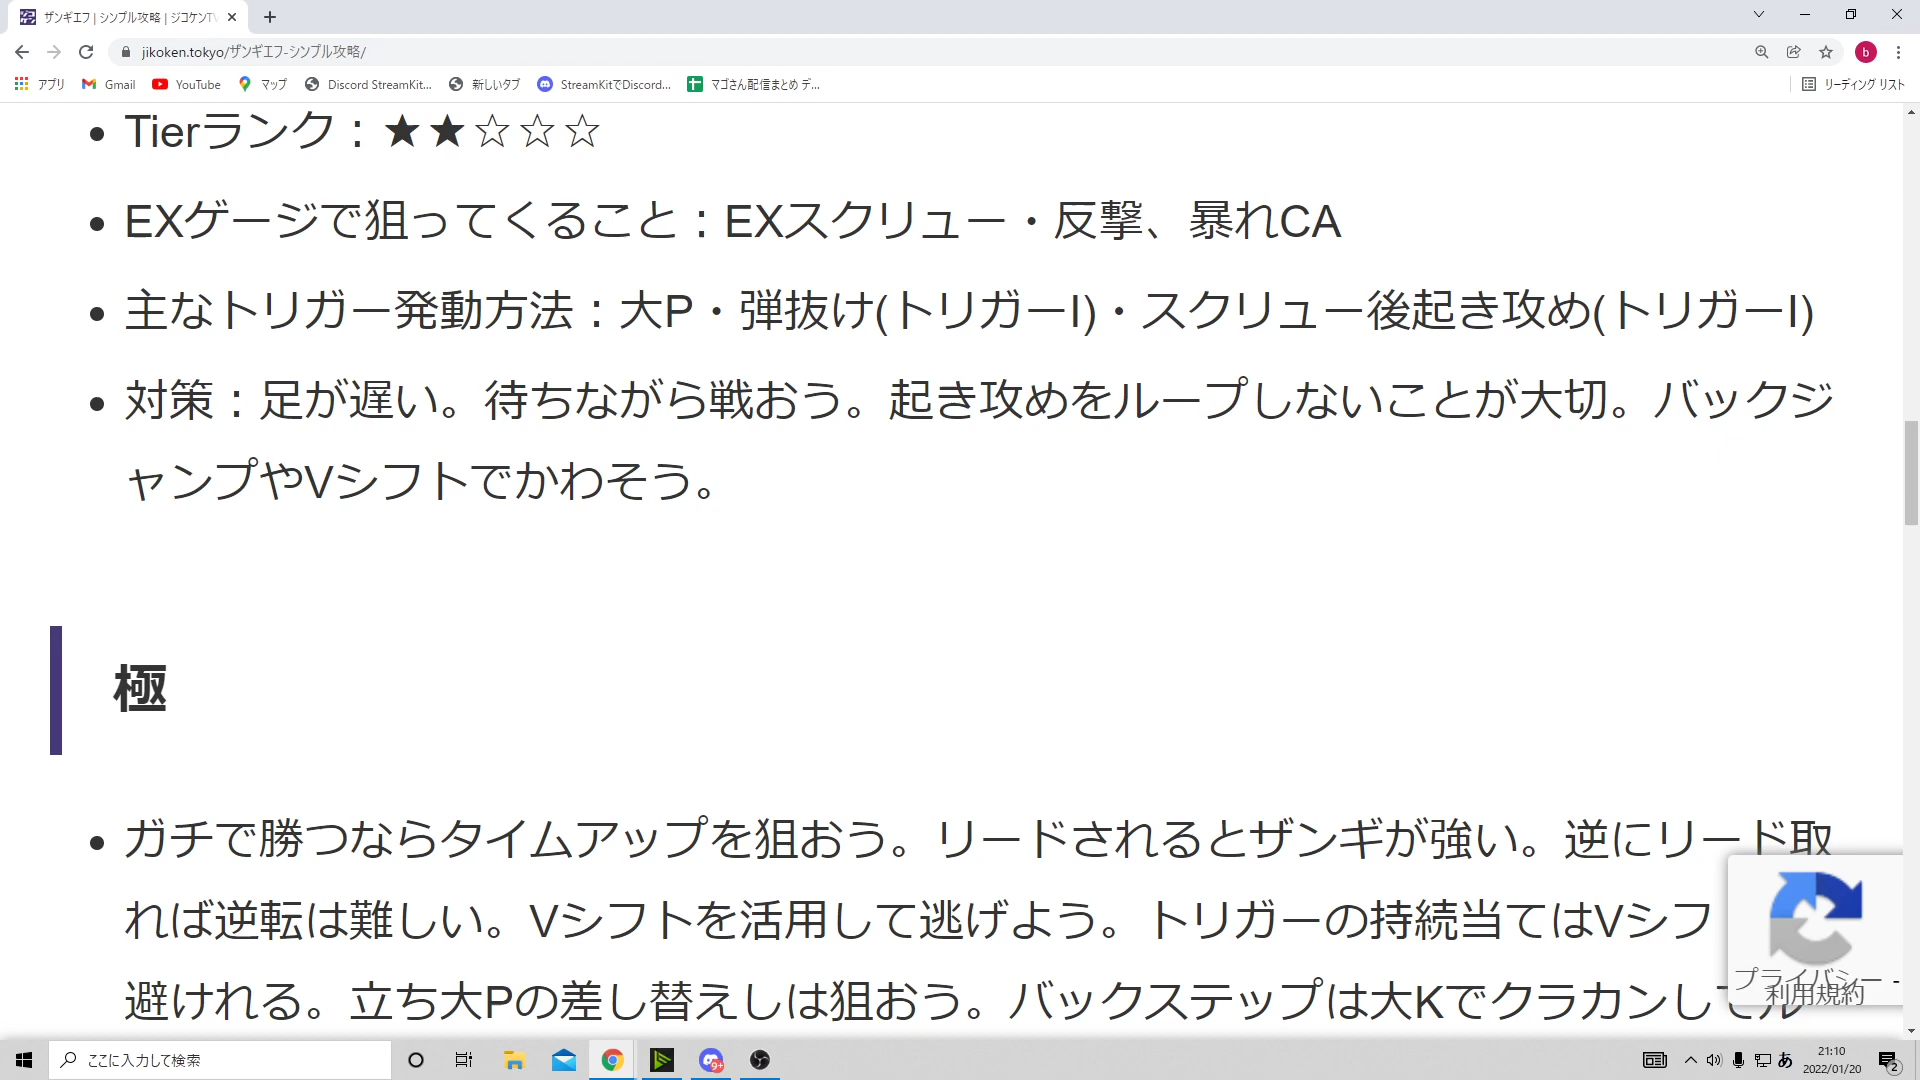 ザンギエフ | シンプル攻略 | ジコケンTV
jikoken.tokyo/ザンギエフ-シンプル攻略/
b
アプリ Gmail YouTube マップ Discord StreamKit... 新しいタブ StreamKitでDiscord... マゴさん配信まとめ デ... リーディング リスト
• Tierランク：★★☆☆☆
• EXゲージで狙ってくること：EXスクリュー・反撃、暴れCA
• 主なトリガー発動方法：大P・弾抜け(トリガーI)・スクリュー後起き攻め(トリガーI)
• 対策：足が遅い。待ちながら戦おう。起き攻めをループしないことが大切。バックジ
ャンプやVシフトでかわそう。
極
• ガチで勝つならタイムアップを狙おう。リードされるとザンギが強い。逆にリード取
れば逆転は難しい。Vシフトを活用して逃げよう。トリガーの持続当てはVシフ
避けれる。立ち大Pの差し替えしは狙おう。バックステップは大Kでクラカンして
プライバシー -
利用規約
ここに入力して検索
9+
あ
21:10
2022/01/20
2